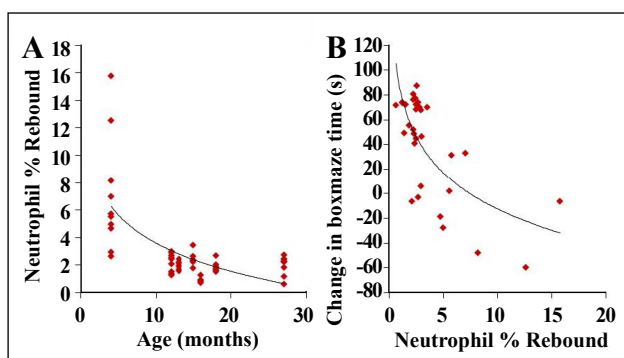 A
Neutrophil % Rebound
18
16
14
12
10
8
6
4
2
0
0 10 20 30
Age (months)
B
Change in boxmaze time (s)
120
100
80
60
40
20
0
-20
-40
-60
-80
0 5 10 15 20
Neutrophil % Rebound